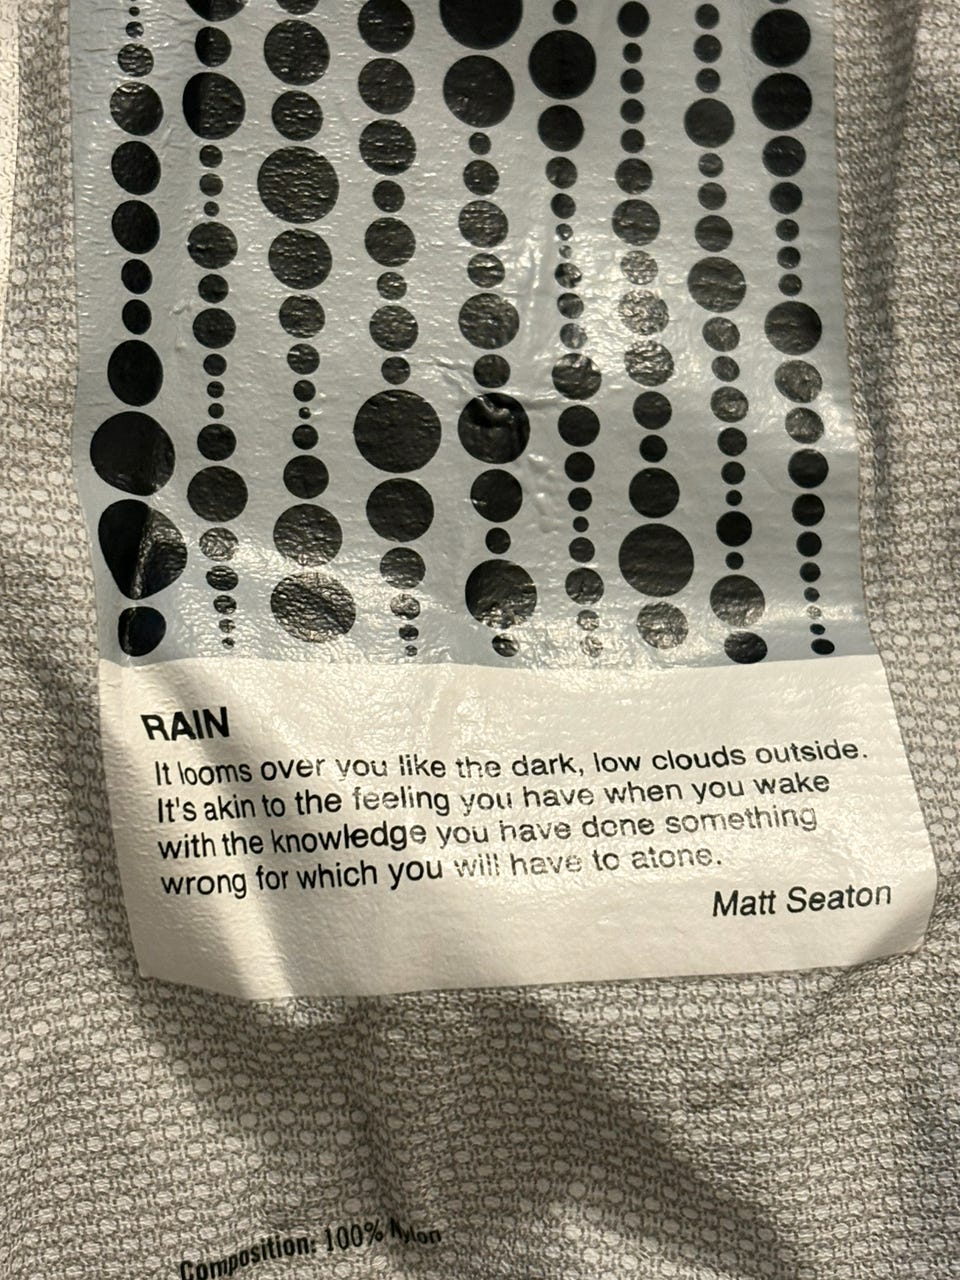 RAIN
It looms over you like the dark, low clouds outside.
It's akin to the feeling you have when you wake
with the knowledge you have done something
wrong for which you will have to atone.
Matt Seaton
Composition: 100% Nylon